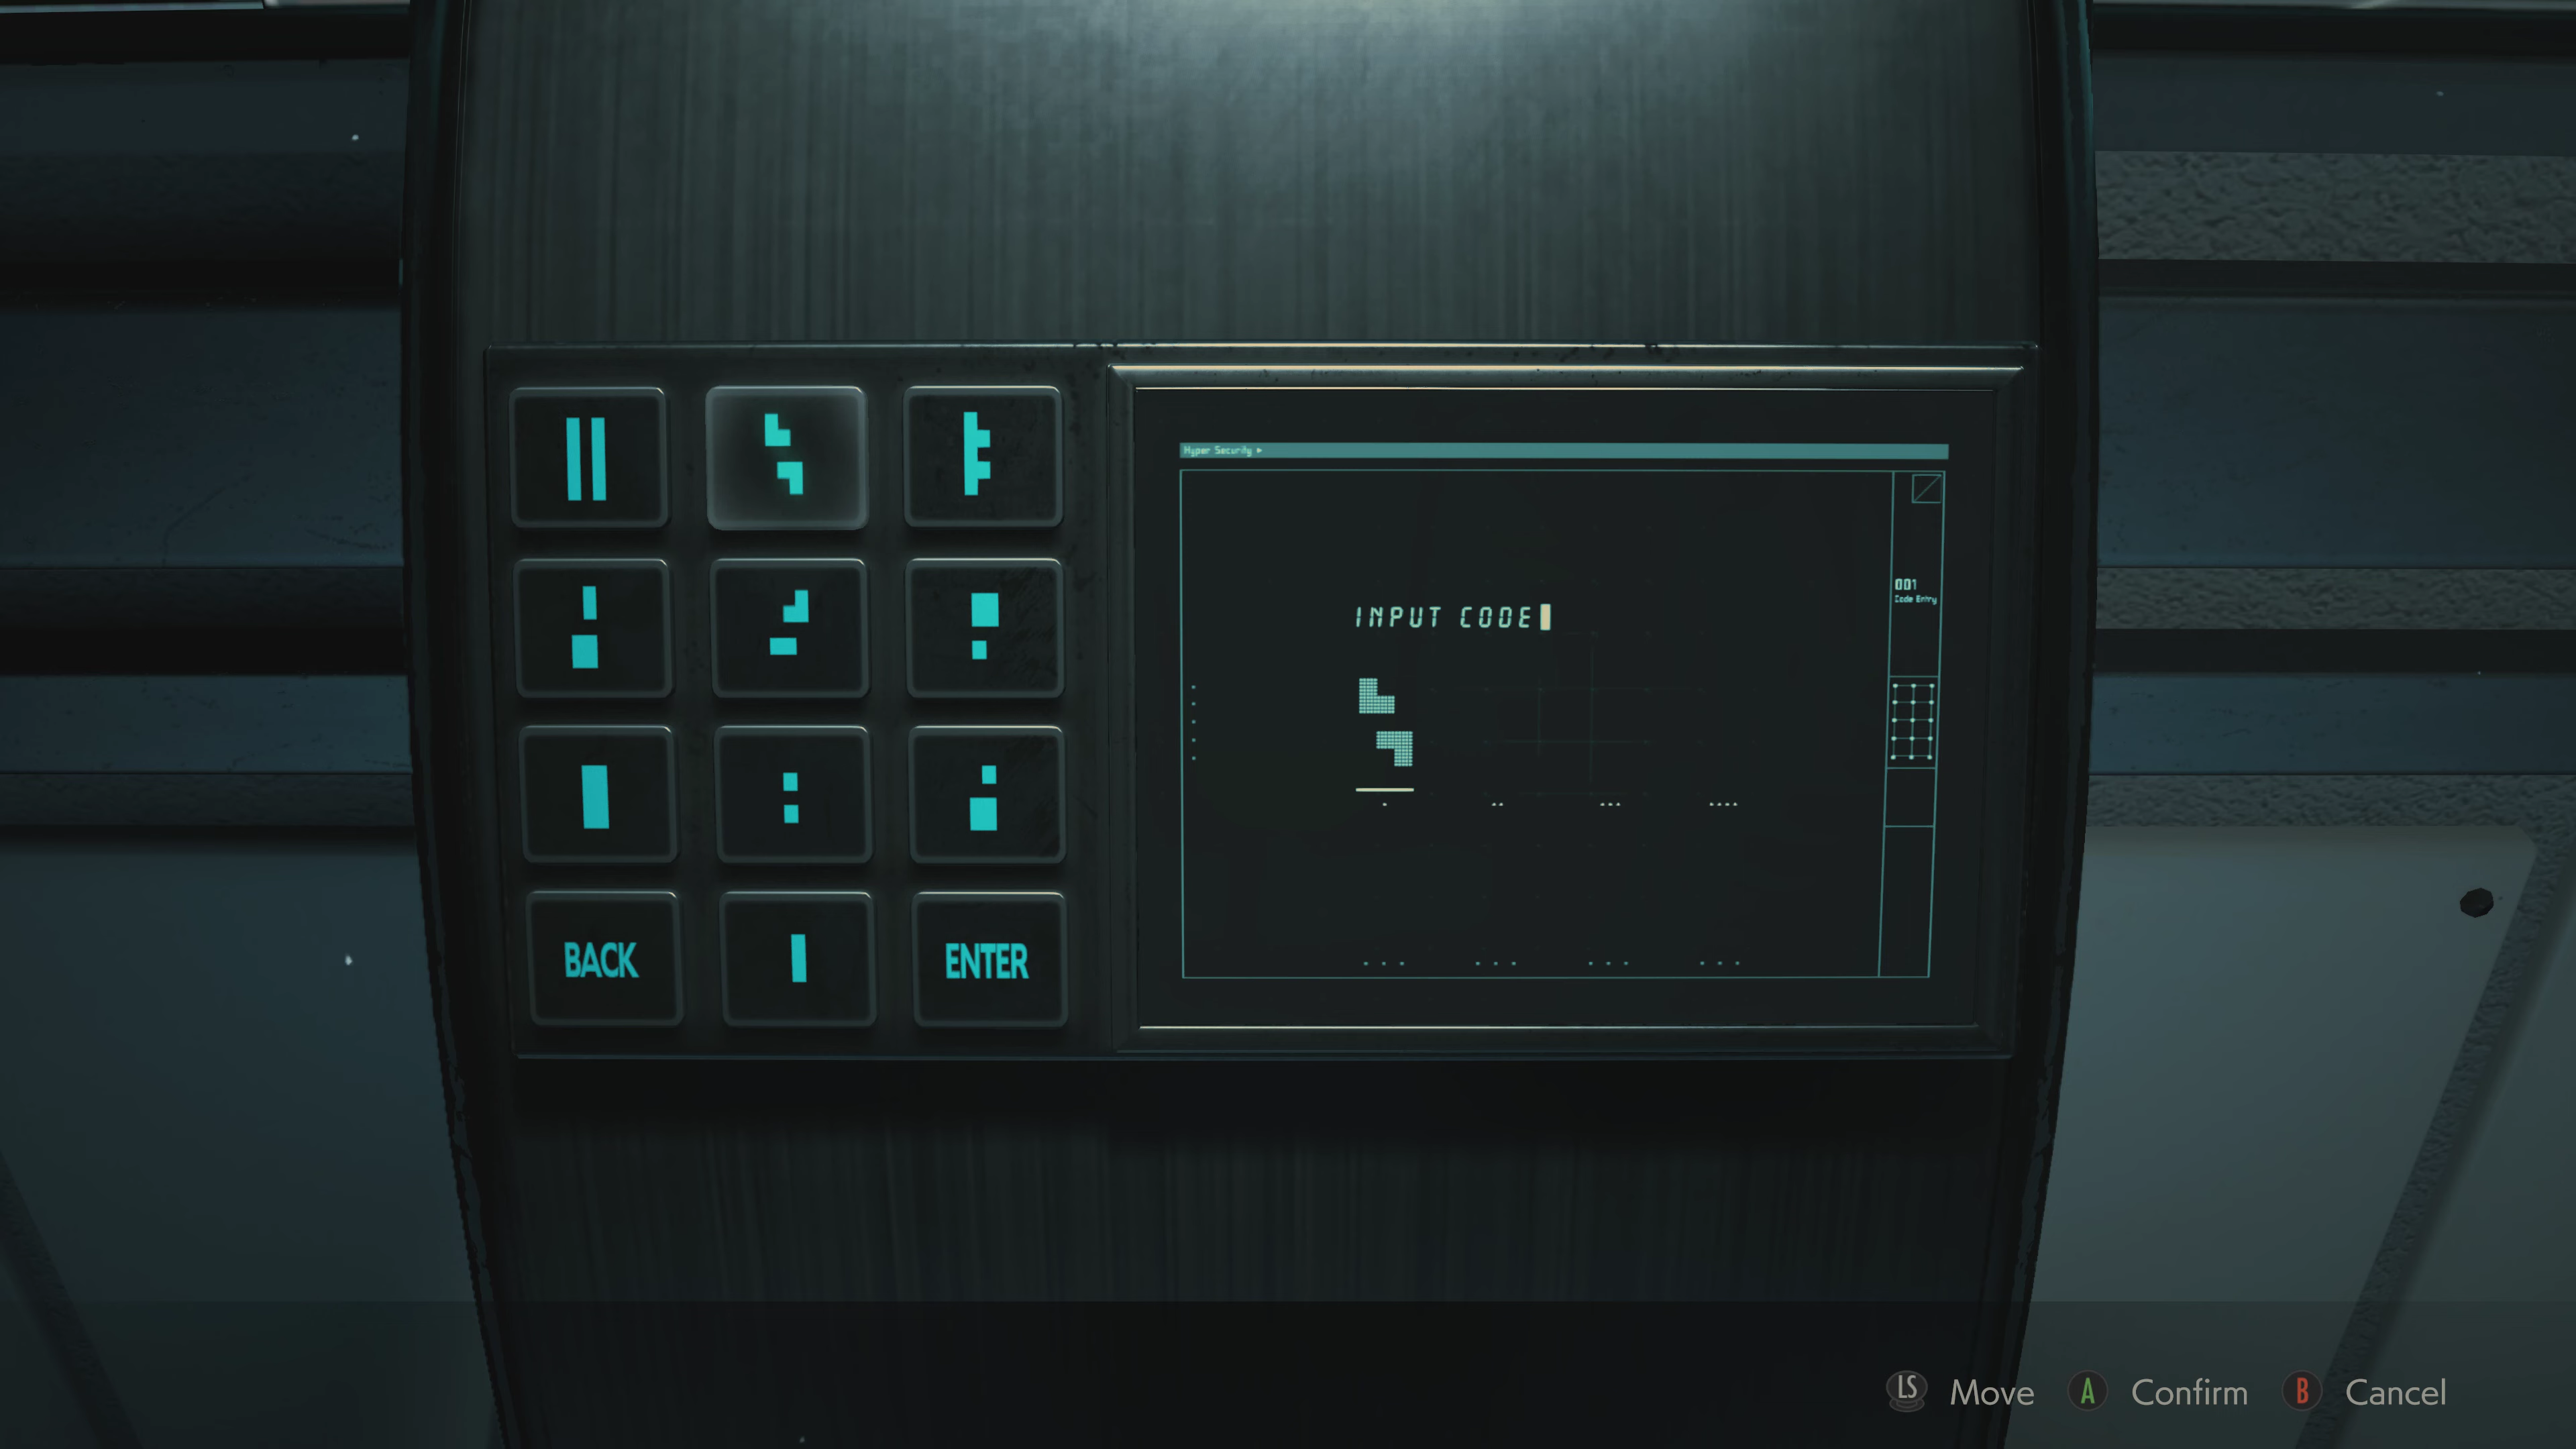 Hyper Security
INPUT CODE
001
Code Entry
BACK
ENTER
LS Move A Confirm B Cancel